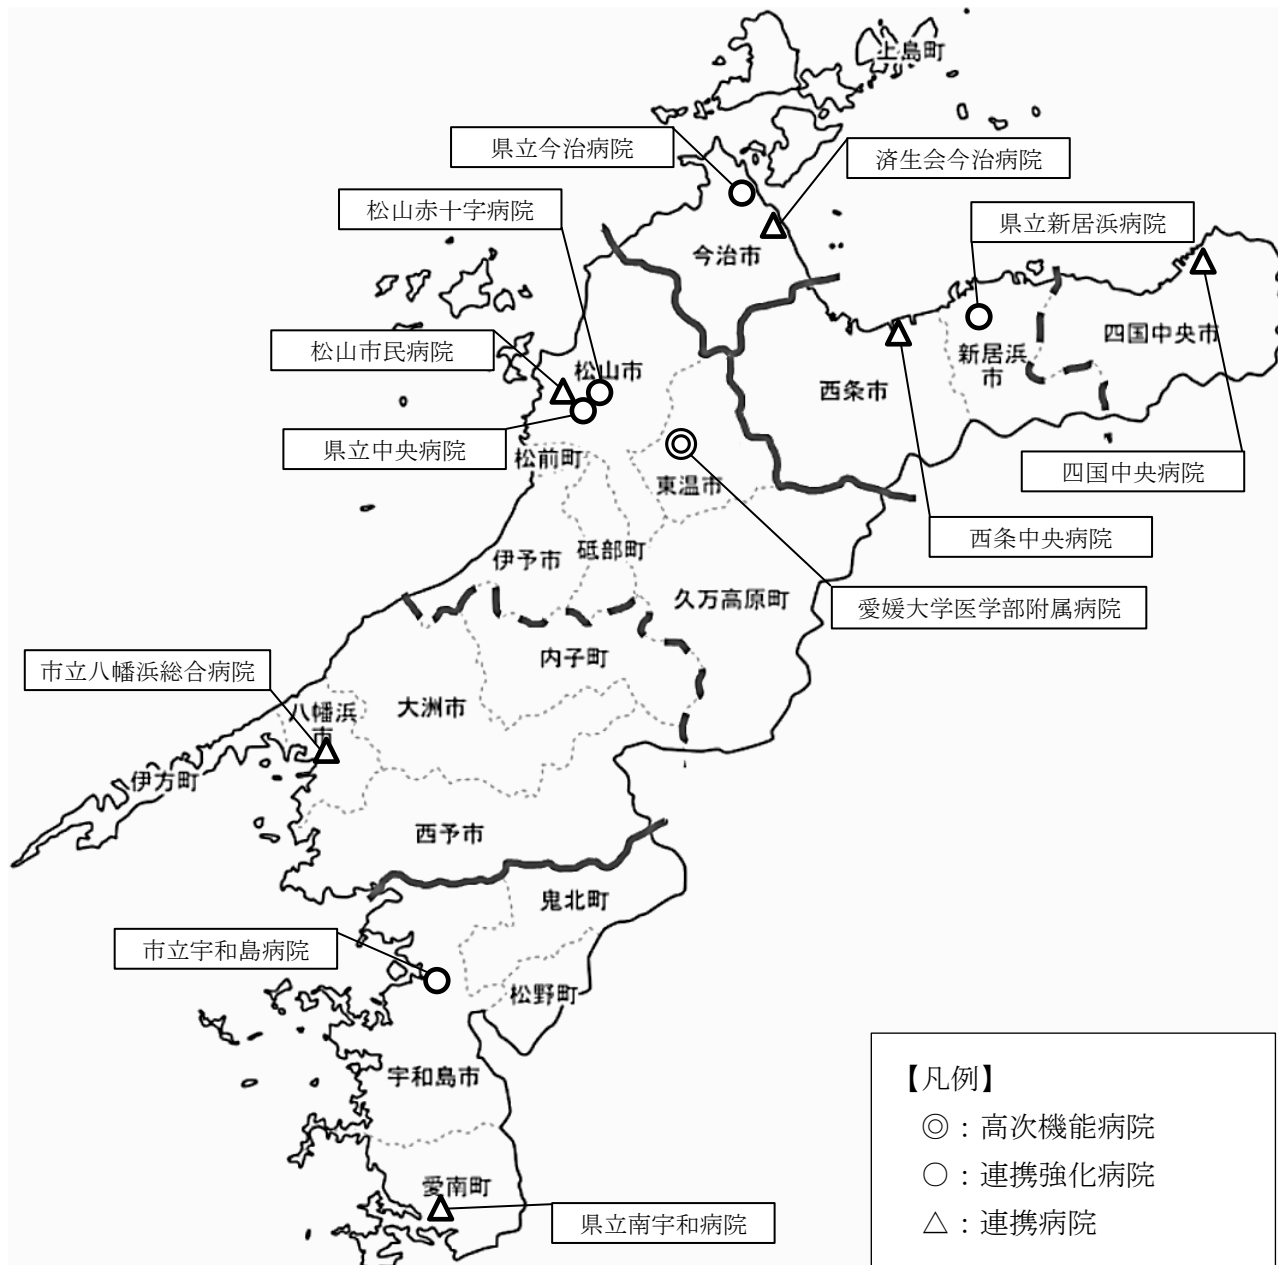 上島町
県立今治病院
済生会今治病院
松山赤十字病院
県立新居浜病院
今治市
松山市民病院
松山市
四国中央市
新居浜
市
西条市
県立中央病院
松前町
四国中央病院
東温市
西条中央病院
伊予市
砥部町
久万高原町
愛媛大学医学部附属病院
市立八幡浜総合病院
内子町
大洲市
八幡浜
市
伊方町
西予市
鬼北町
市立宇和島病院
松野町
宇和島市
愛南町
県立南宇和病院
【凡例】
◎：高次機能病院
○：連携強化病院
△：連携病院